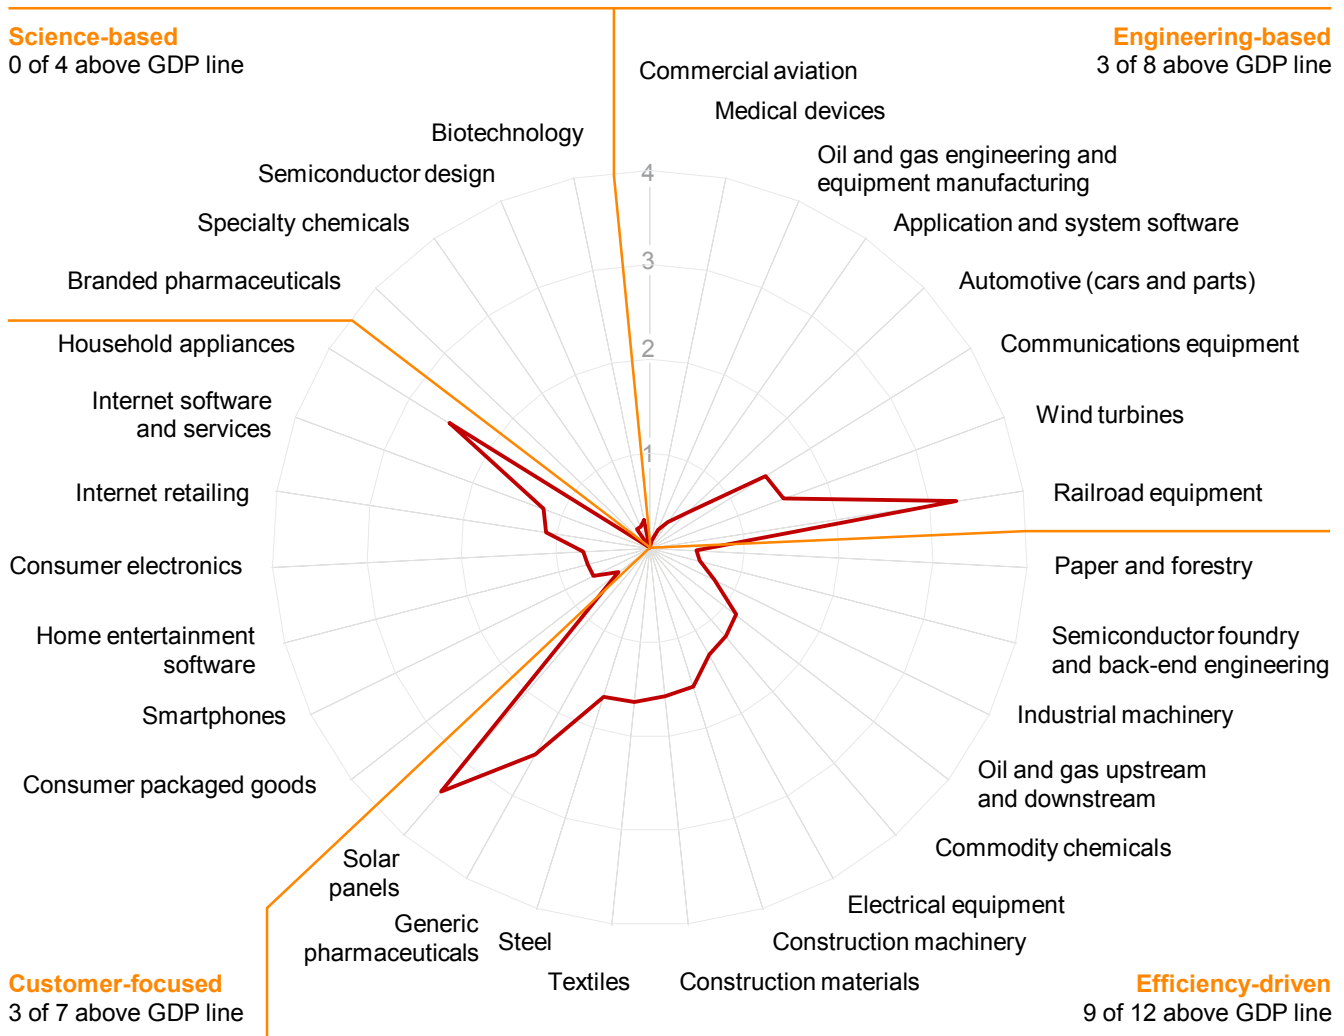 Science-based
0 of 4 above GDP line
Engineering-based
3 of 8 above GDP line
Commercial aviation
Medical devices
Oil and gas engineering and
equipment manufacturing
Application and system software
Automotive (cars and parts)
Communications equipment
Wind turbines
Railroad equipment
Biotechnology
Semiconductor design
Specialty chemicals
Branded pharmaceuticals
4
3
2
1
Household appliances
Internet software
and services
Internet retailing
Consumer electronics
Home entertainment
software
Smartphones
Consumer packaged goods
Paper and forestry
Semiconductor foundry
and back-end engineering
Industrial machinery
Oil and gas upstream
and downstream
Commodity chemicals
Electrical equipment
Construction machinery
Construction materials
Solar
panels
Generic
pharmaceuticals
Steel
Textiles
Customer-focused
3 of 7 above GDP line
Efficiency-driven
9 of 12 above GDP line